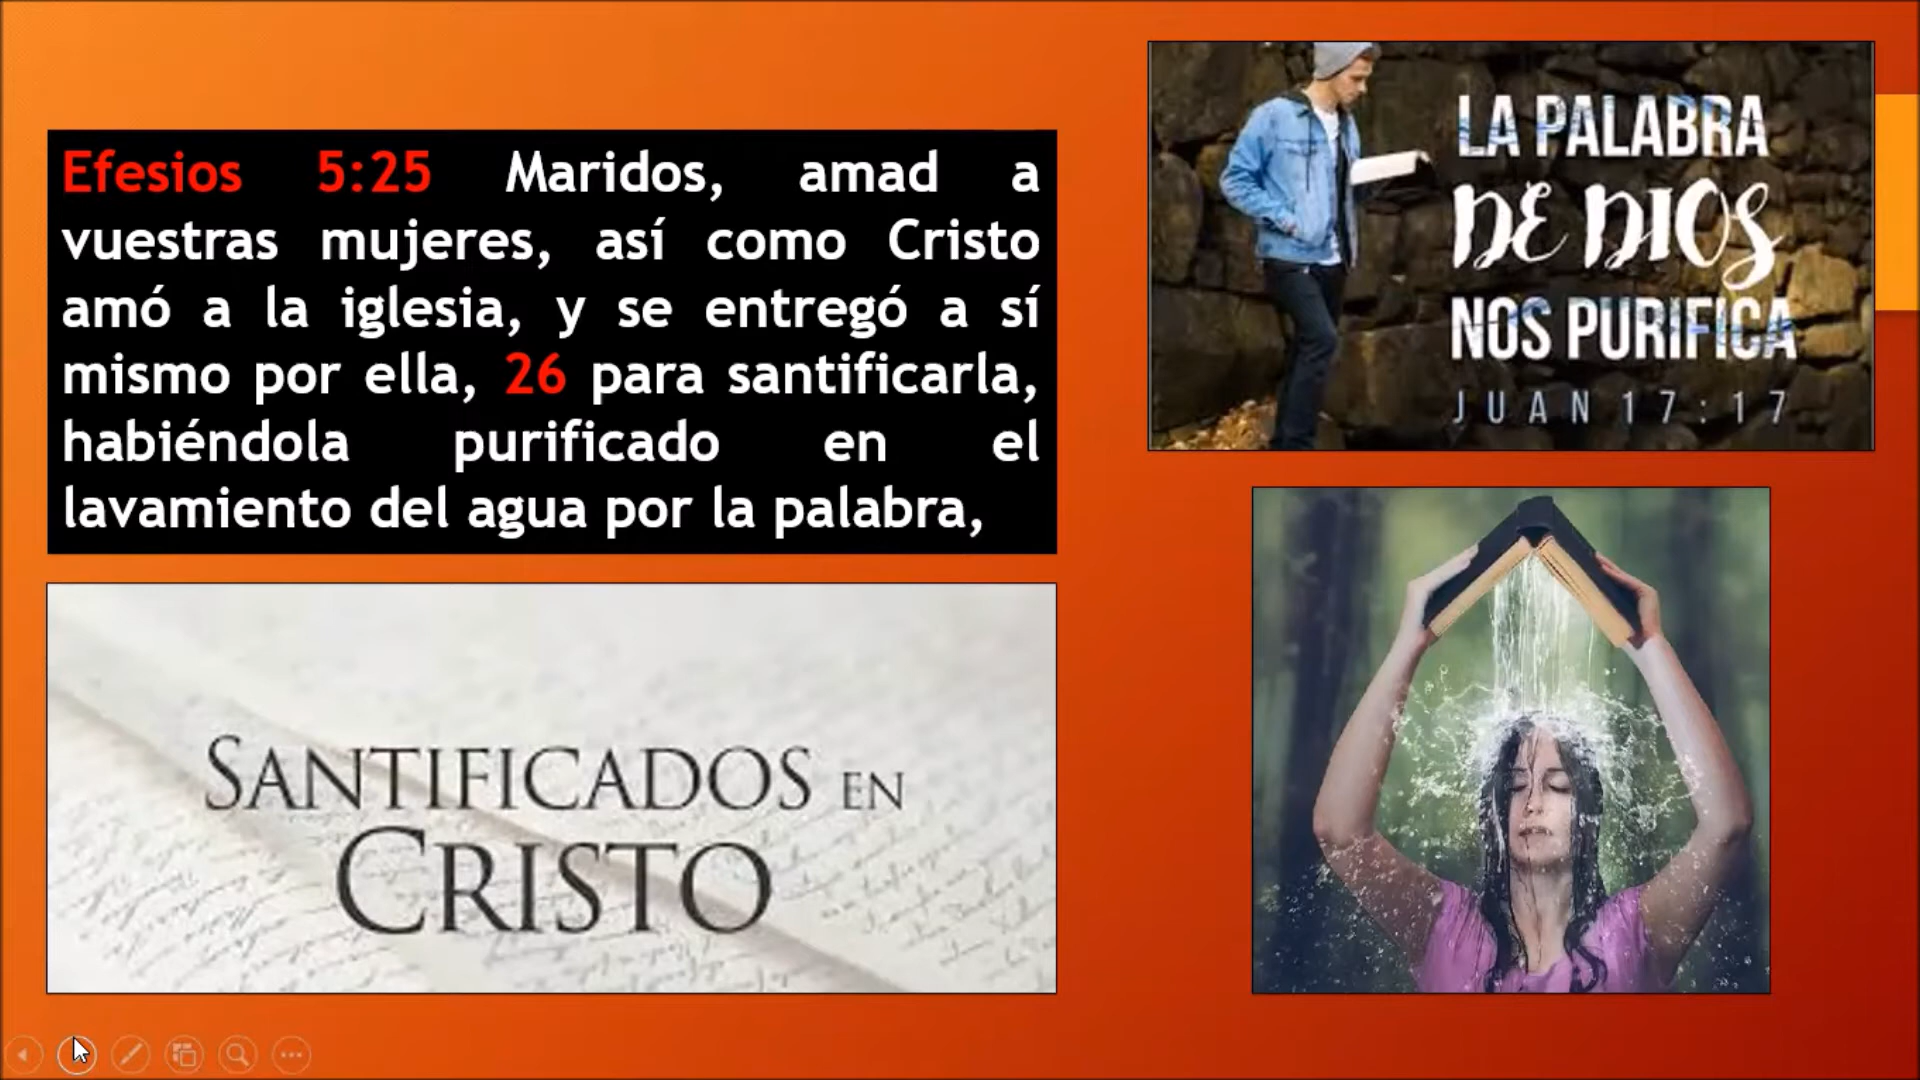 Efesios 5:25 Maridos, amad a
vuestras mujeres, así como Cristo
amó a la iglesia, y se entregó a sí
mismo por ella, 26 para santificarla,
habiéndola purificado en el
lavamiento del agua por la palabra,
LA PALABRA
DE DIOS
NOS PURIFICA
JUAN 17:17
SANTIFICADOS EN
CRISTO